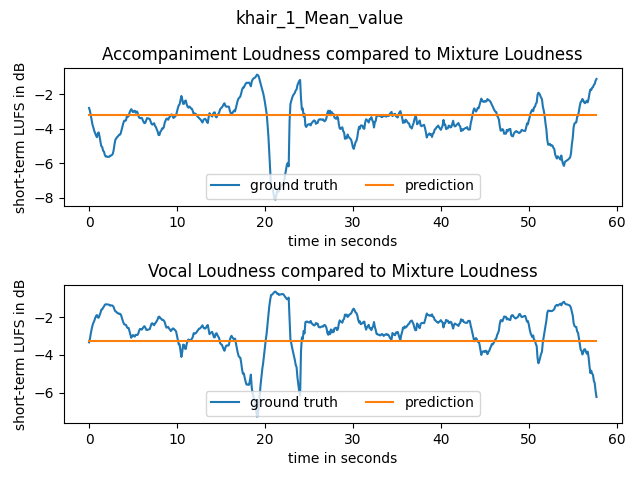 khair_1_Mean_value
Accompaniment Loudness compared to Mixture Loudness
short-term LUFS in dB
−2
−4
−6
−8
ground truth prediction
0 10 20 30 40 50 60
time in seconds
Vocal Loudness compared to Mixture Loudness
short-term LUFS in dB
−2
−4
−6
ground truth prediction
0 10 20 30 40 50 60
time in seconds